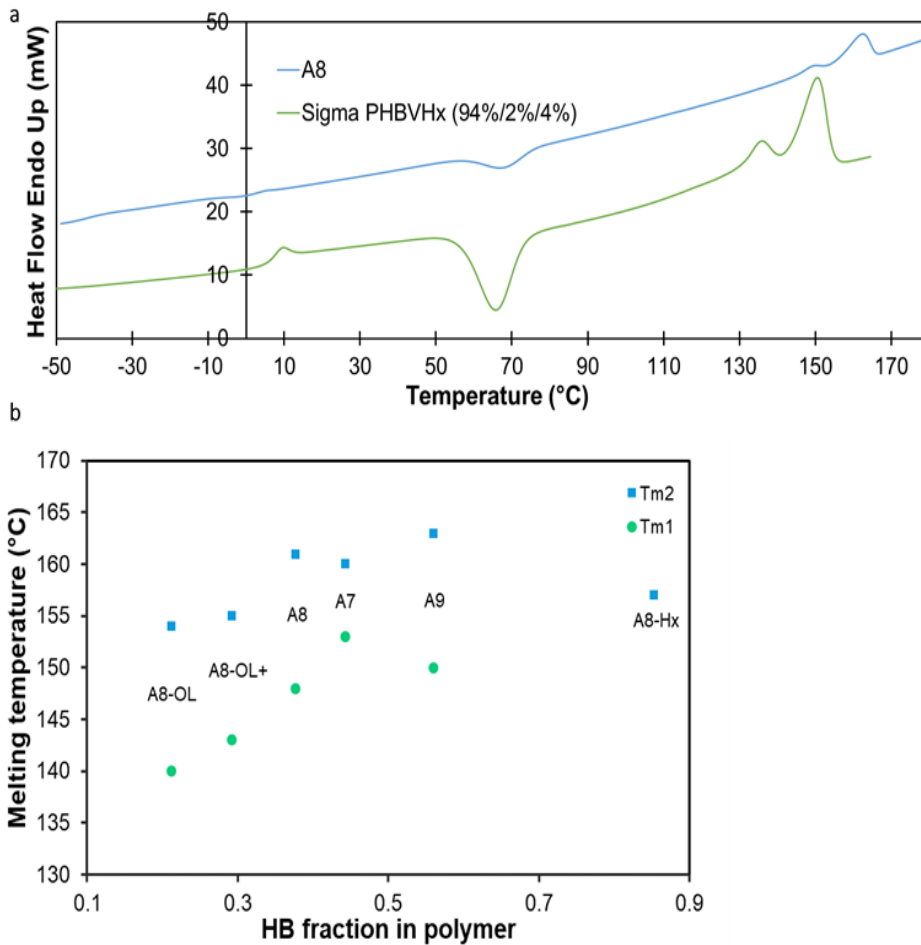 a
Heat Flow Endo Up (mW)
50
40
30
20
10
0
A8
Sigma PHBVHx (94%/2%/4%)
-50 -30 -10 10 30 50 70 90 110 130 150 170
Temperature (°C)
b
Melting temperature (°C)
170
165
160
155
150
145
140
135
130
Tm2
Tm1
A8-OL
A8-OL+
A8
A7
A9
A8-Hx
0.1 0.3 0.5 0.7 0.9
HB fraction in polymer